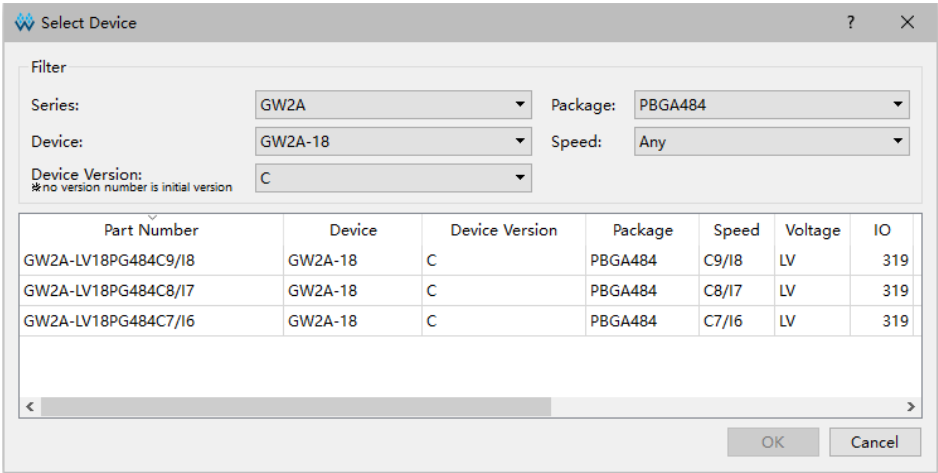 Select Device ?
Filter
Series: GW2A Package: PBGA484
Device: GW2A-18 Speed: Any
Device Version: C
※no version number is initial version
Part Number Device Device Version Package Speed Voltage IO
GW2A-LV18PG484C9/I8 GW2A-18 C PBGA484 C9/I8 LV 319
GW2A-LV18PG484C8/I7 GW2A-18 C PBGA484 C8/I7 LV 319
GW2A-LV18PG484C7/I6 GW2A-18 C PBGA484 C7/I6 LV 319
OK Cancel